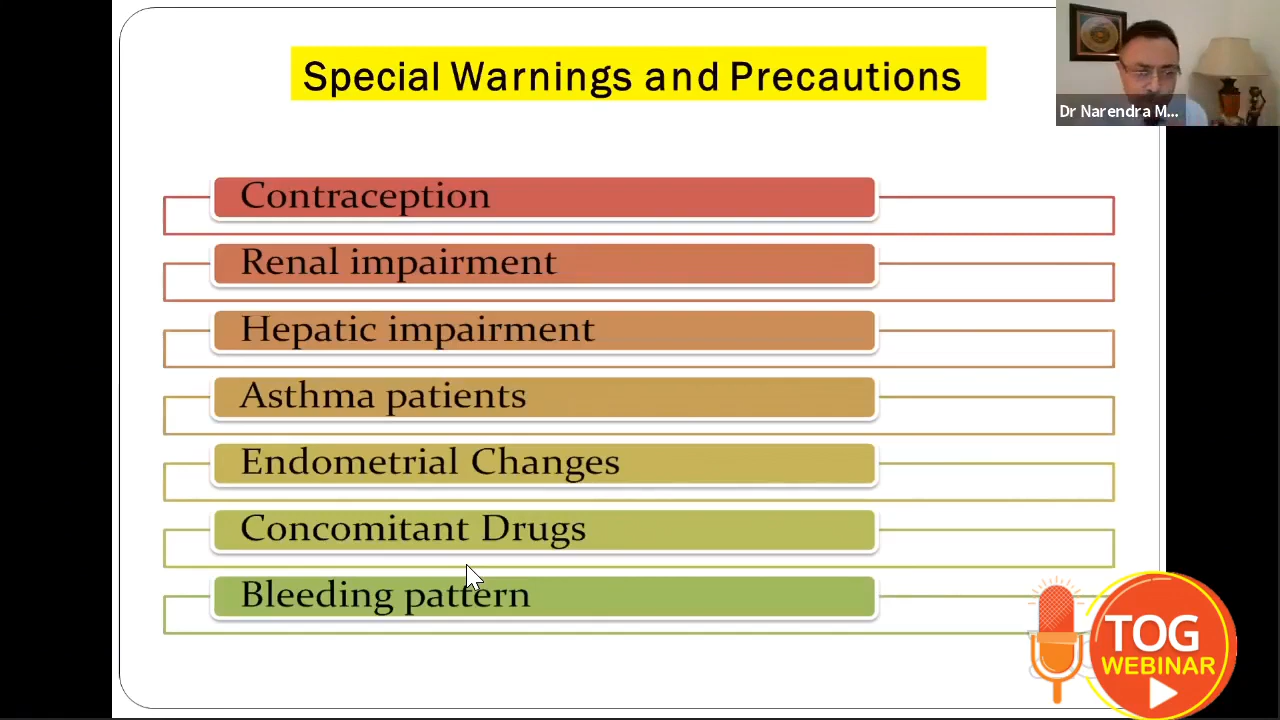 Special Warnings and Precautions
Dr Narendra M...
Contraception
Renal impairment
Hepatic impairment
Asthma patients
Endometrial Changes
Concomitant Drugs
Bleeding pattern
TOG
WEBINAR